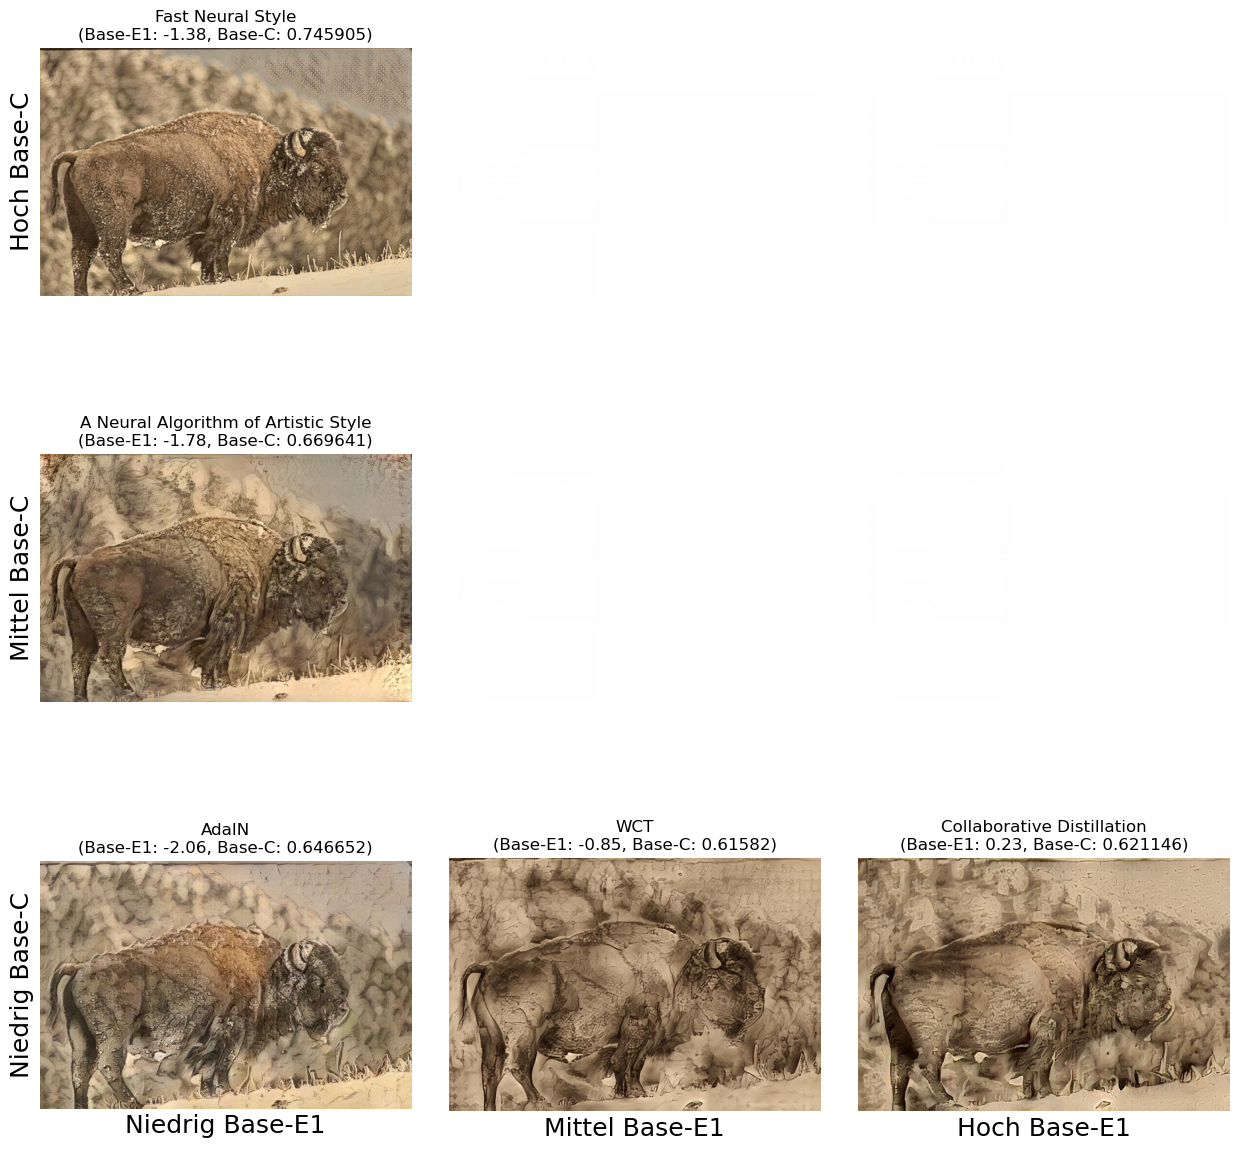 Fast Neural Style
(Base-E1: -1.38, Base-C: 0.745905)
Hoch Base-C
A Neural Algorithm of Artistic Style
(Base-E1: -1.78, Base-C: 0.669641)
Mittel Base-C
AdaIN
(Base-E1: -2.06, Base-C: 0.646652)
WCT
(Base-E1: -0.85, Base-C: 0.61582)
Collaborative Distillation
(Base-E1: 0.23, Base-C: 0.621146)
Niedrig Base-C
Niedrig Base-E1
Mittel Base-E1
Hoch Base-E1